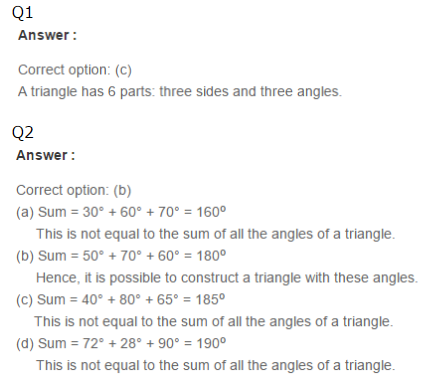 Q1
Answer :
Correct option: (c)
A triangle has 6 parts: three sides and three angles.
Q2
Answer :
Correct option: (b)
(a) Sum = 30° + 60° + 70° = 160⁰
This is not equal to the sum of all the angles of a triangle.
(b) Sum = 50° + 70° + 60° = 180⁰
Hence, it is possible to construct a triangle with these angles.
(c) Sum = 40° + 80° + 65° = 185⁰
This is not equal to the sum of all the angles of a triangle.
(d) Sum = 72° + 28° + 90° = 190⁰
This is not equal to the sum of all the angles of a triangle.